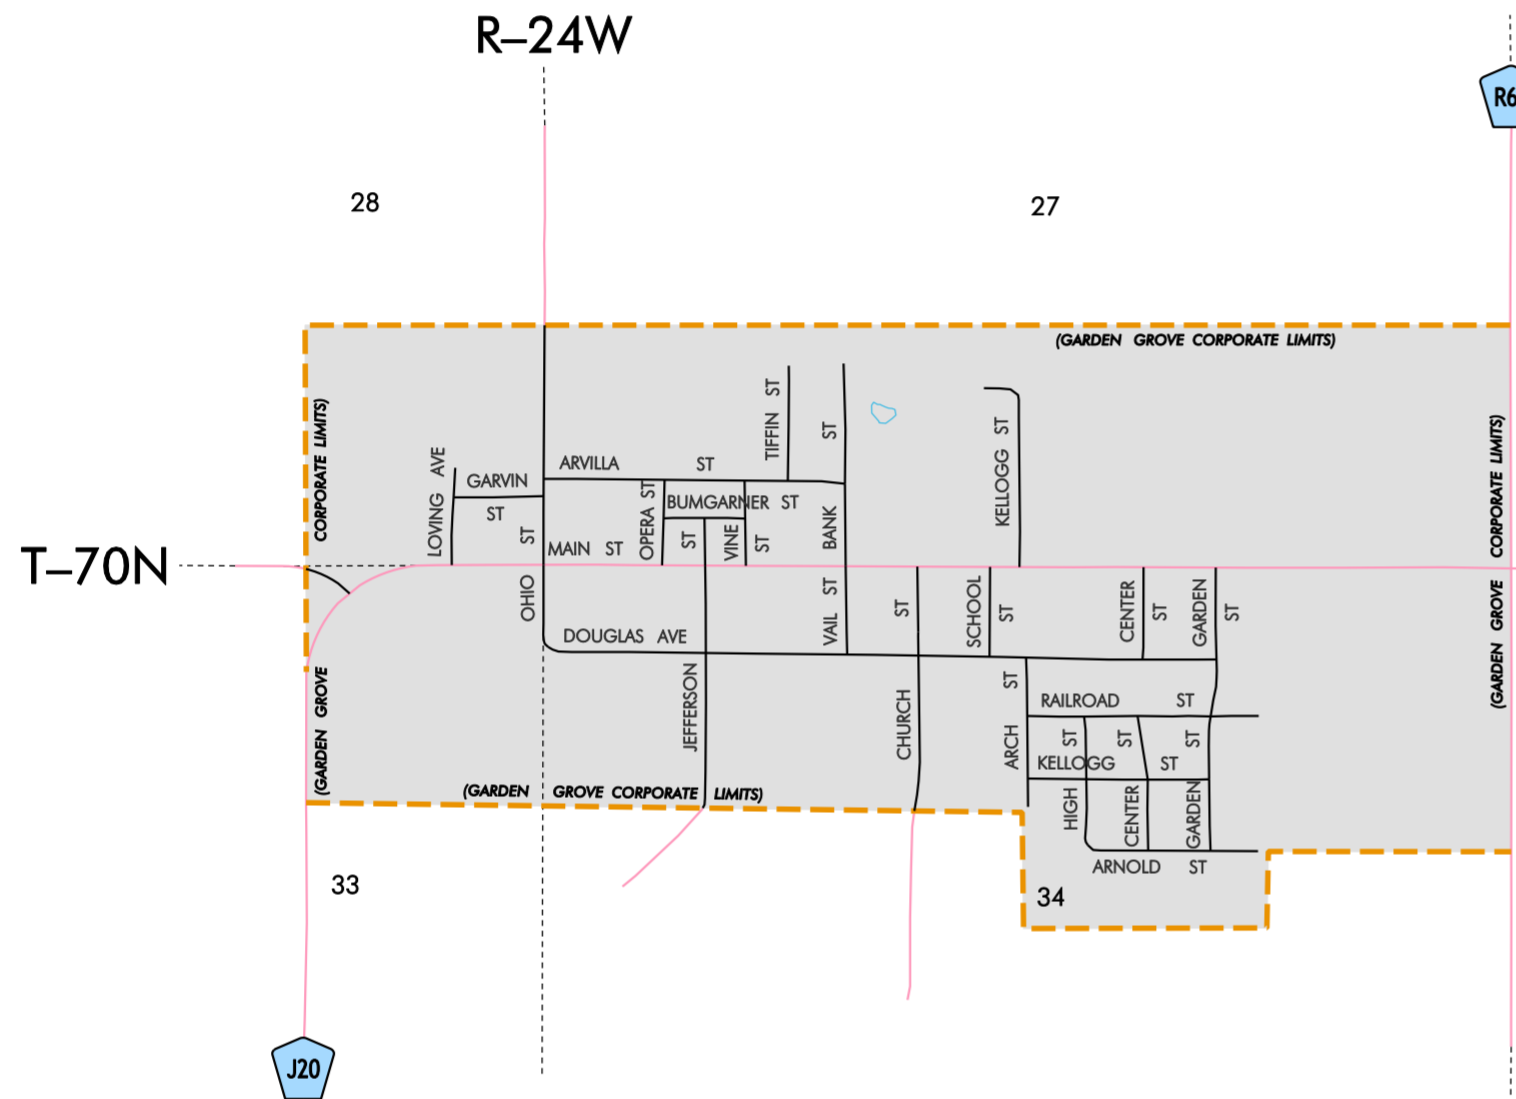 R–24W
R6
28
27
(GARDEN GROVE CORPORATE LIMITS)
(GARDEN GROVE CORPORATE LIMITS)
(GARDEN GROVE CORPORATE LIMITS)
TIFFIN ST
KELLOGG ST
LOVING AVE
GARVIN ST
ARVILLA ST
OPERA ST
BUMGARNER ST
VINE ST
BANK ST
T–70N
MAIN ST
OHIO ST
VAIL ST
DOUGLAS AVE
JEFFERSON ST
CHURCH ST
SCHOOL ST
CENTER ST
GARDEN ST
ARCH ST
RAILROAD ST
KELLOGG ST
HIGH ST
CENTER ST
GARDEN ST
ARNOLD ST
(GARDEN GROVE CORPORATE LIMITS)
33
34
J20